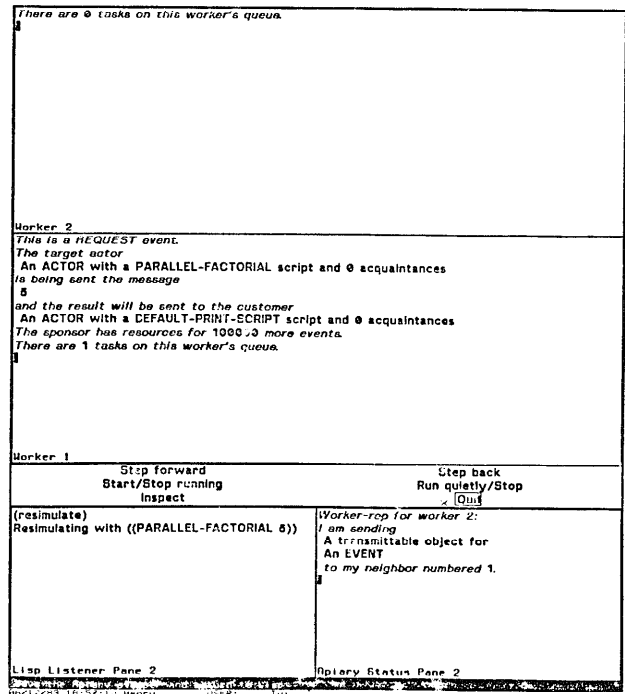 There are 0 tasks on this worker's queue.
Worker 2
This is a REQUEST event.
The target actor
An ACTOR with a PARALLEL-FACTORIAL script and 0 acquaintances
is being sent the message
5
and the result will be sent to the customer
An ACTOR with a DEFAULT-PRINT-SCRIPT script and 0 acquaintances
The sponsor has resources for more events.
There are 1 tasks on this worker's queue.
Worker 1
Step forward
Start/Stop running
Inspect
Step back
Run quietly/Stop
Quit
(resimulate)
Resimulating with ((PARALLEL-FACTORIAL 5))
Lisp Listener Pane 2
Worker-rep for worker 2:
I am sending
A transmittable object for
An EVENT
to my neighbor numbered 1.
Apiary Status Pane 2